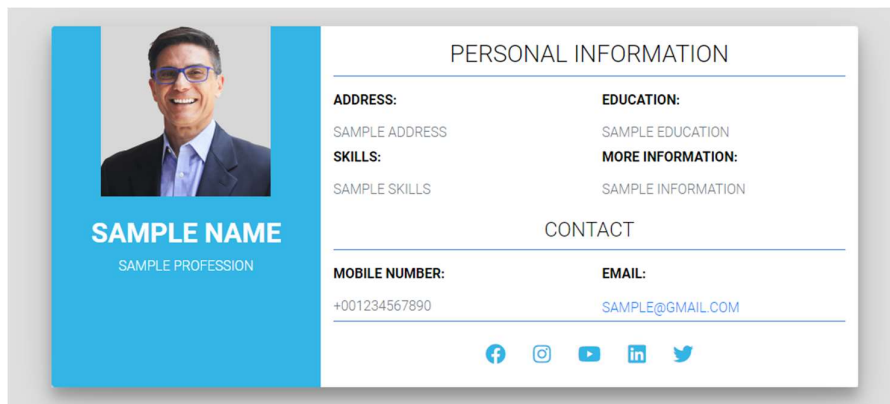 SAMPLE NAME
SAMPLE PROFESSION
PERSONAL INFORMATION
ADDRESS:
SAMPLE ADDRESS
EDUCATION:
SAMPLE EDUCATION
SKILLS:
SAMPLE SKILLS
MORE INFORMATION:
SAMPLE INFORMATION
CONTACT
MOBILE NUMBER:
+001234567890
EMAIL:
SAMPLE@GMAIL.COM